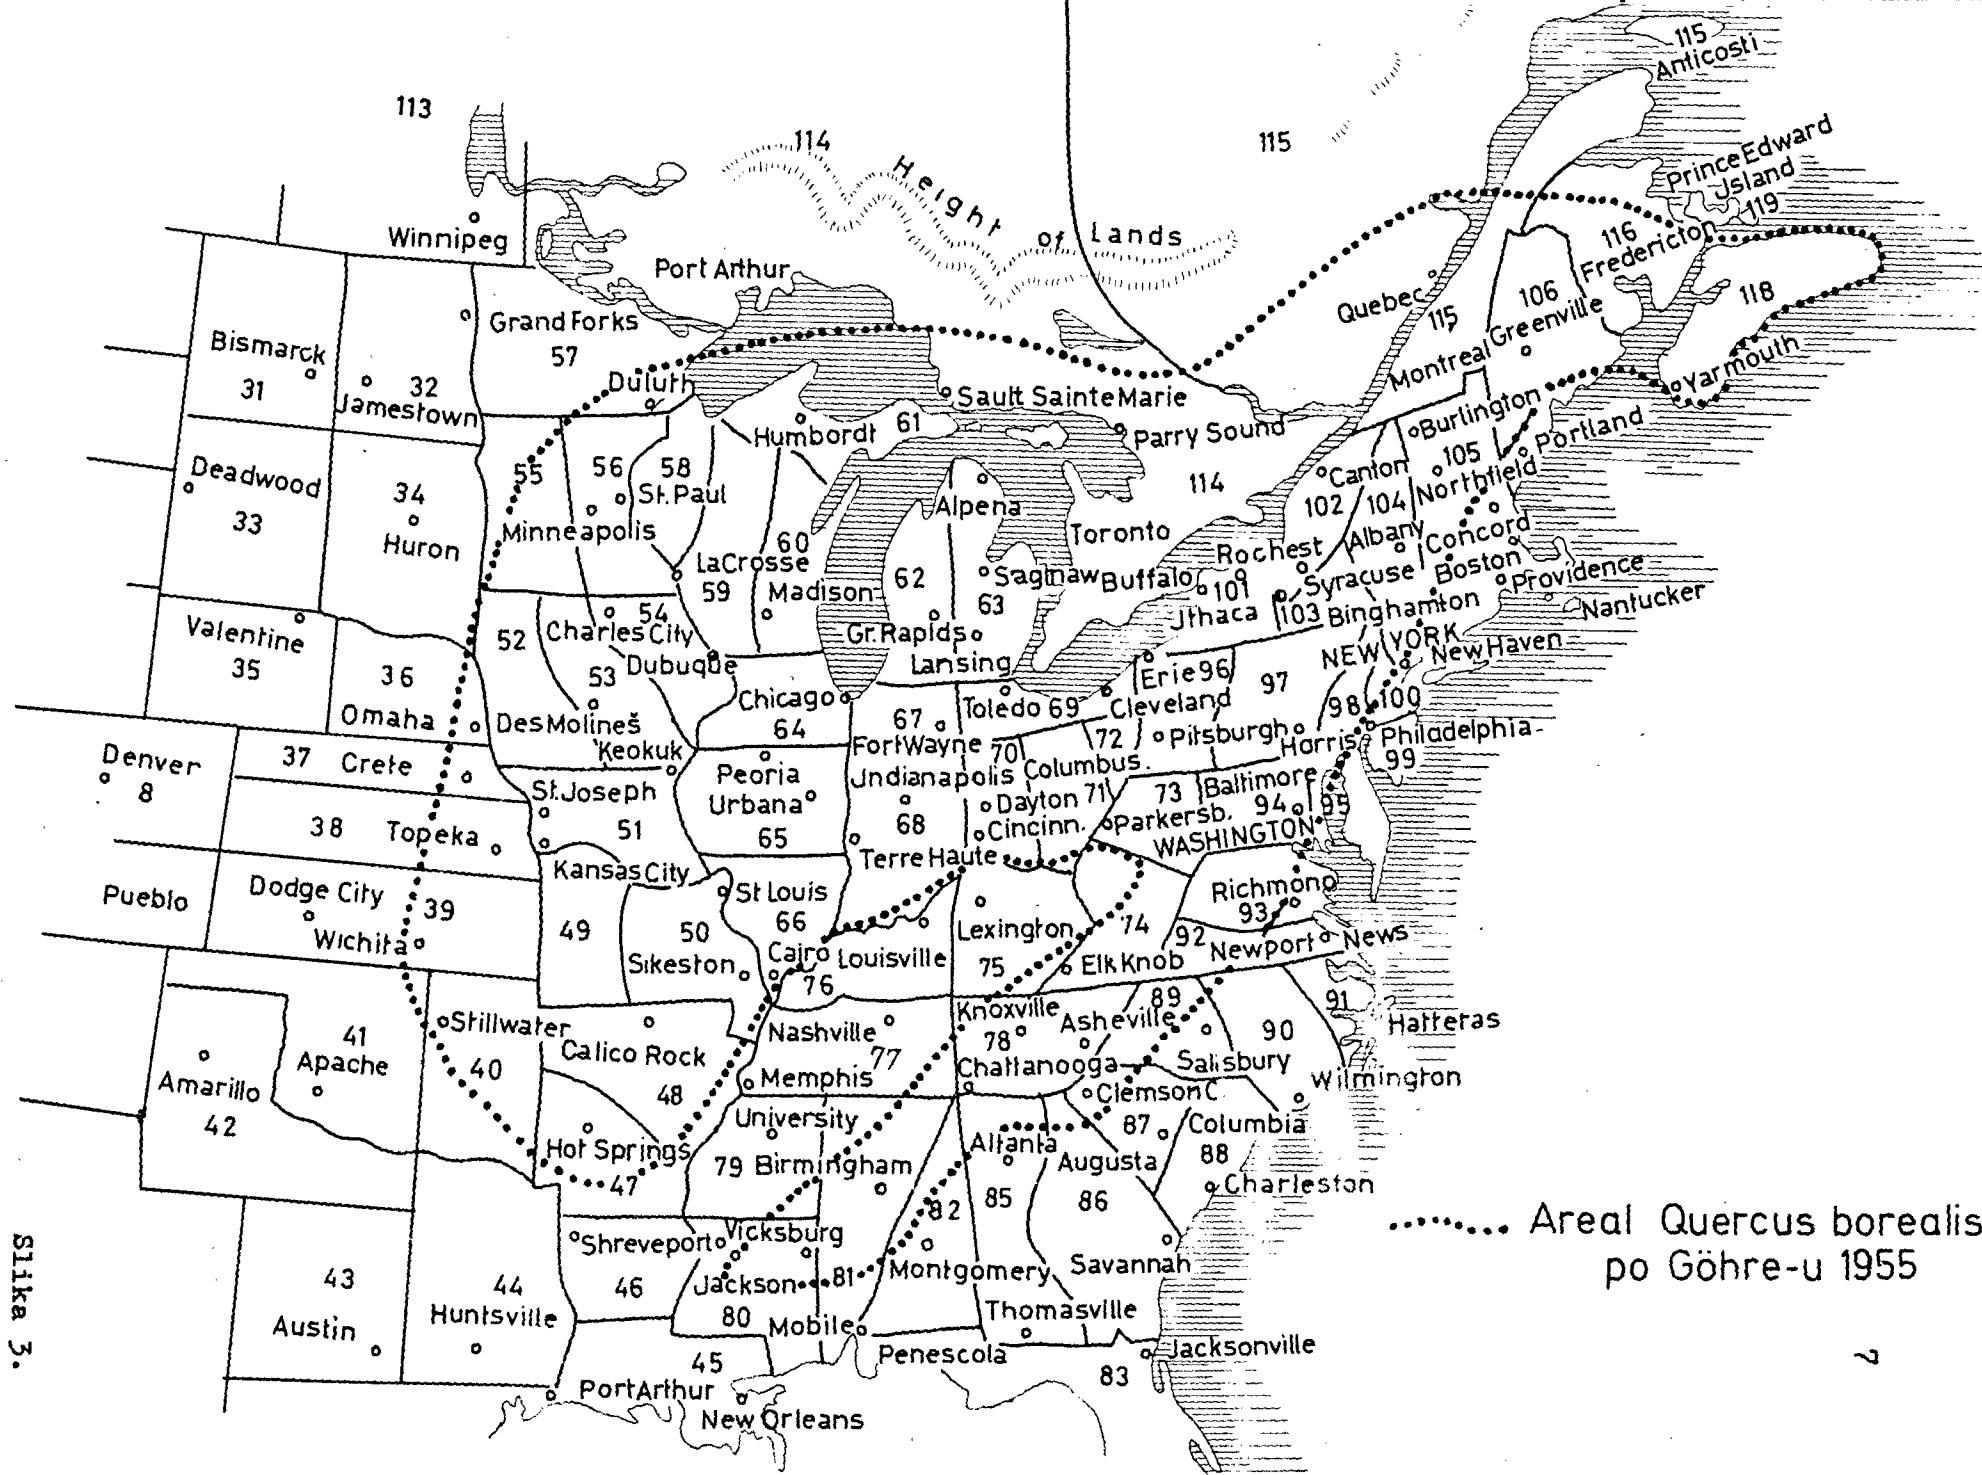 115
Anticosti
113
114
115
Height
of Lands
Prince Edward
Jsland
119
116
Fredericton
Winnipeg
Port Arthur
106
118
Quebec
115
Greenville
Grand Forks
57
Bismarck
31
32
Jamestown
Montreal
Yarmouth
Duluth
Sault Sainte Marie
Humbordt
61
Parry Sound
Burlington
Portland
105
Northfield
Canton
102
104
Deadwood
33
34
Huron
55
56
58
St. Paul
Minneapolis
Alpena
114
Toronto
60
La Crosse
59
Madison
62
Saginaw
63
Buffalo
Rochest
101
Albany
Concord
Syracuse
Boston
Providence
Nantucker
Jthaca
103
Binghamton
Valentine
35
36
Omaha
52
54
Charles City
Dubuque
53
Des Molineš
Gr. Rapids
Lansing
NEW YORK
New Haven
Erie 96
97
98
100
Chicago
64
67
Toledo 69
Cleveland
Fort Wayne
70
72
Pitsburgh
Harris.
Philadelphia
99
Keokuk
37
Crete
Denver
8
Peoria
Urbana
65
Jndianapolis
68
Columbus.
Dayton 71
Cincinn.
73
Parkersb.
Baltimore
94
95
WASHINGTON
St. Joseph
51
38
Topeka
Kansas City
Terre Haute
Pueblo
Dodge City
39
Wichita
St Louis
66
Richmond
93
49
50
Sikeston
Cairo
Louisville
76
Lexington
75
74
92
Elk Knob
Newport News
41
Apache
Stillwater
40
Calico Rock
48
Nashville
77
Knoxville
78
Asheville
89
90
91
Hatteras
Amarillo
42
Memphis
Chattanooga
Salisbury
Wilmington
Clemson C.
87
Columbia
88
University
Hot Springs
47
79
Birmingham
Altanta
Augusta
85
86
82
Charleston
Shreveport
46
Vicksburg
Jackson
81
Montgomery
Savannah
43
Austin
44
Huntsville
80
Mobile
Thomasville
45
Penescola
Jacksonville
83
Port Arthur
New Orleans
Areal Quercus borealis
po Göhre-u 1955
Slika 3.
7